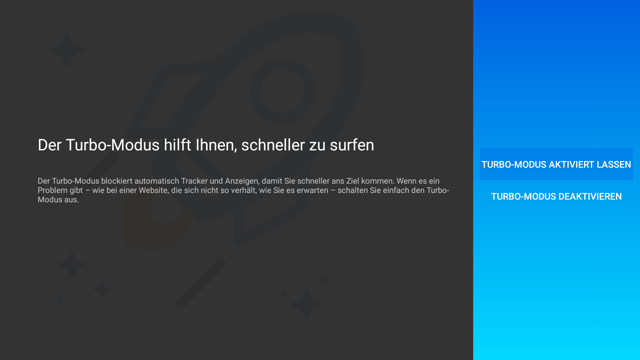 Der Turbo-Modus hilft Ihnen, schneller zu surfen
Der Turbo-Modus blockiert automatisch Tracker und Anzeigen, damit Sie schneller ans Ziel kommen. Wenn es ein
Problem gibt – wie bei einer Website, die sich nicht so verhält, wie Sie es erwarten – schalten Sie einfach den Turbo-
Modus aus.
TURBO-MODUS AKTIVIERT LASSEN
TURBO-MODUS DEAKTIVIEREN